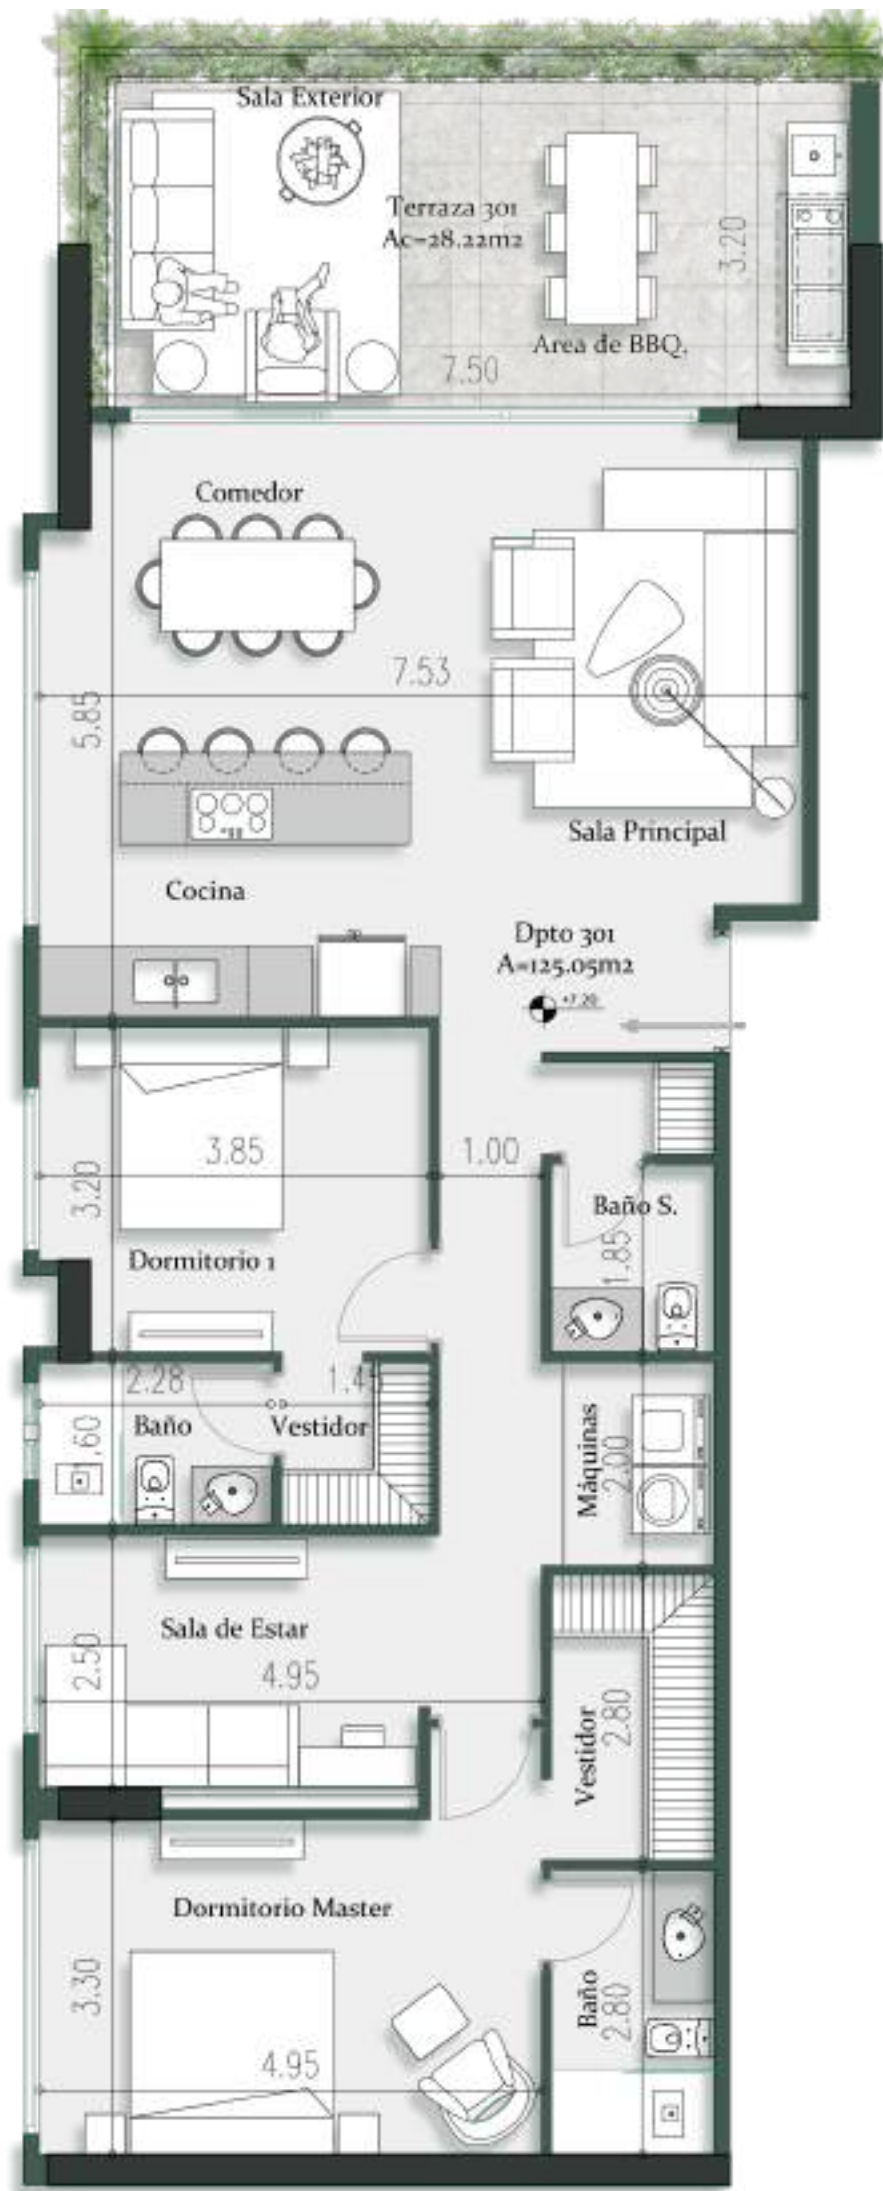 Sala Exterior
Terraza 301
Ac=28.22m2
3.20
Area de BBQ.
7.50
Comedor
7.53
5.85
Sala Principal
Cocina
Dpto 301
A=125.05m2
+7.20
3.85
1.00
3.20
Baño S.
1.85
Dormitorio 1
2.28
1.45
Baño
Vestidor
1.60
Máquinas
2.00
Sala de Estar
2.50
4.95
Vestidor
2.80
Dormitorio Master
3.30
4.95
Baño
2.80